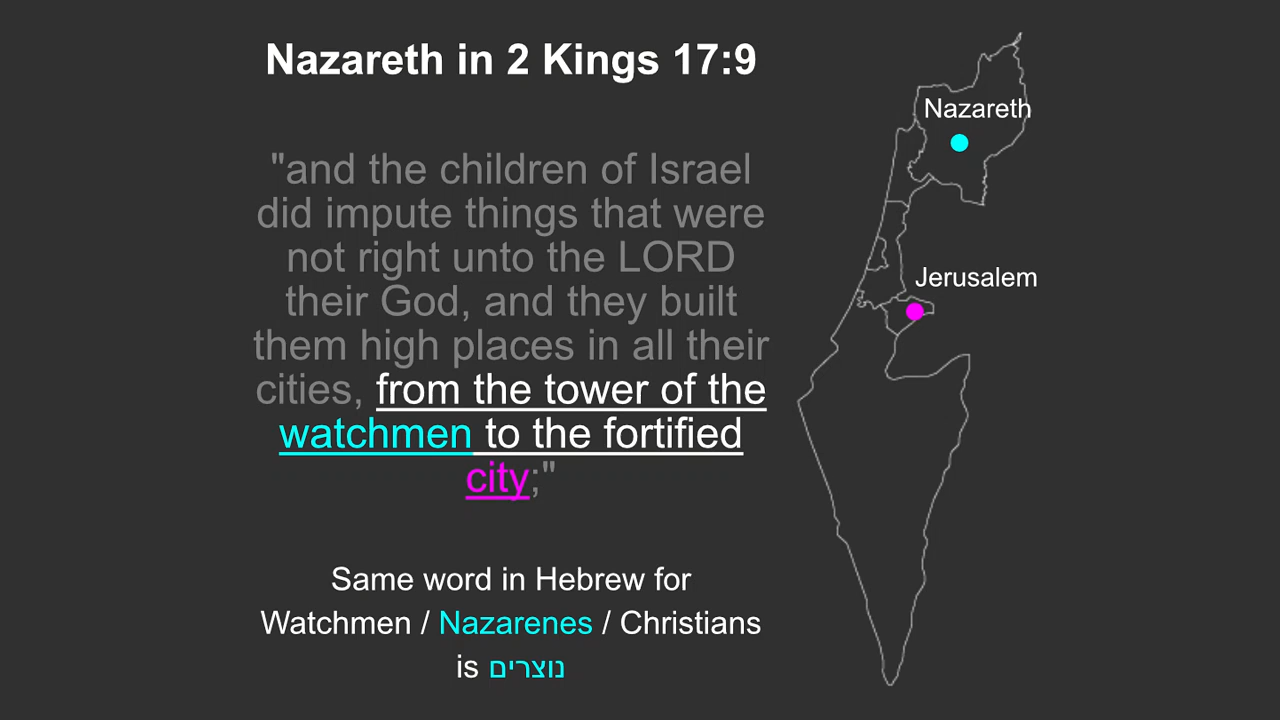 Nazareth in 2 Kings 17:9
"and the children of Israel
did impute things that were
not right unto the LORD
their God, and they built
them high places in all their
cities, from the tower of the
watchmen to the fortified
city;"
Same word in Hebrew for
Watchmen / Nazarenes / Christians
is נוצרים
Nazareth
Jerusalem